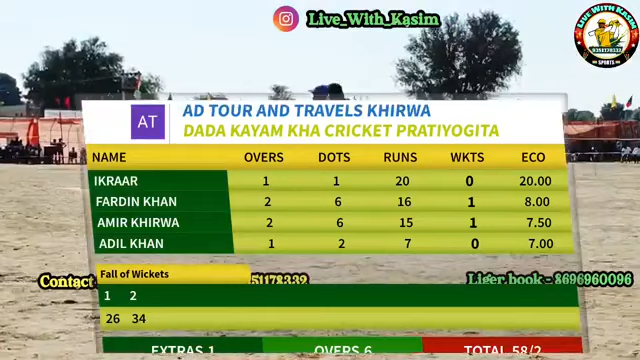 Live_With_Kasim
LIVE WITH KASIM
9351178332
SPORTS
AT
AD TOUR AND TRAVELS KHIRWA
DADA KAYAM KHA CRICKET PRATIYOGITA
NAME OVERS DOTS RUNS WKTS ECO
IKRAAR 1 1 20 0 20.00
FARDIN KHAN 2 6 16 1 8.00
AMIR KHIRWA 2 6 15 1 7.50
ADIL KHAN 1 2 7 0 7.00
Contact 51178332 Liger book - 8696960096
Fall of Wickets
1 2
26 34
EXTRAS 1 OVERS 6 TOTAL 58/2